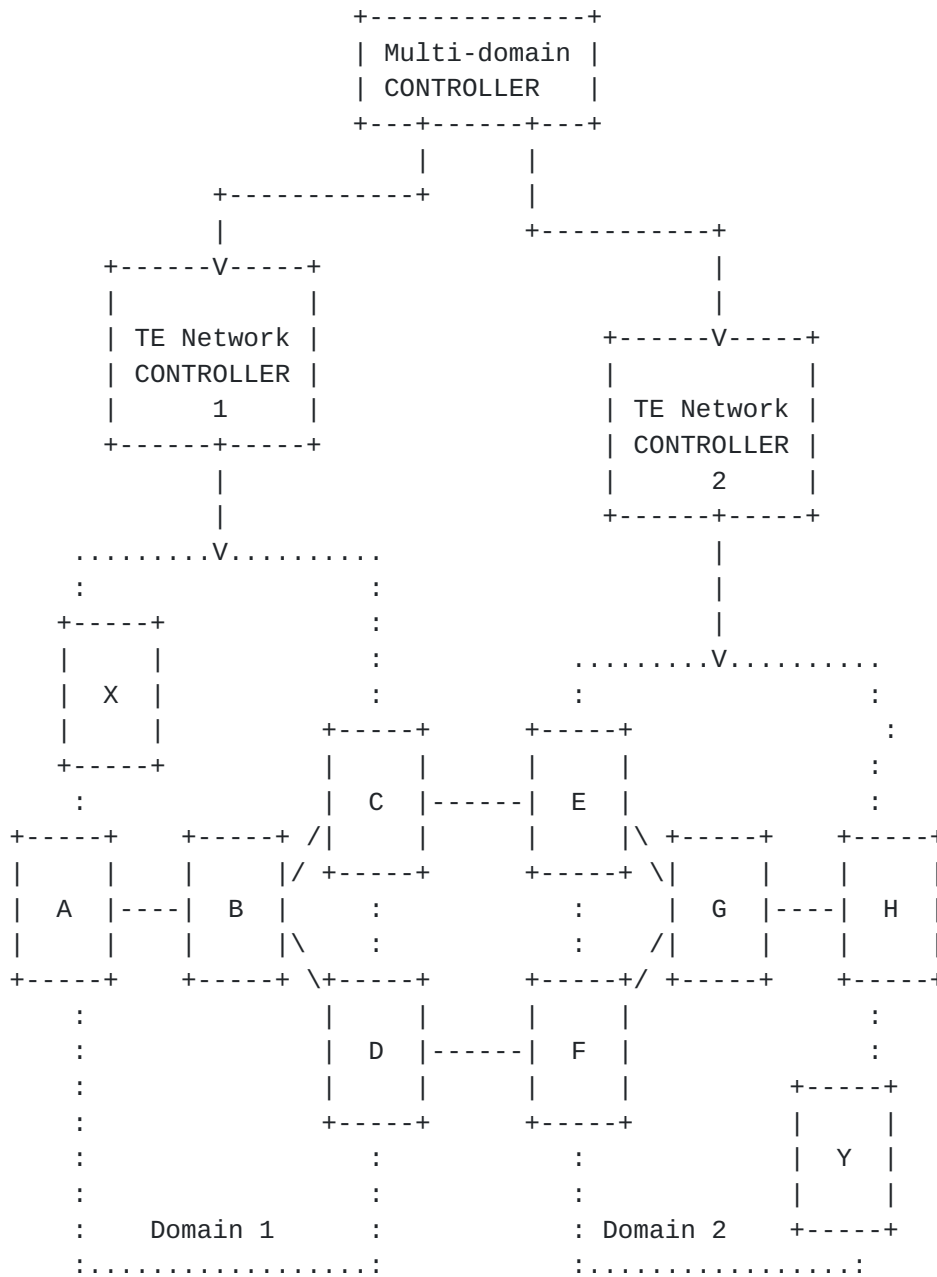 Multi-domain
CONTROLLER
TE Network
CONTROLLER
1
TE Network
CONTROLLER
2
X
C
E
A
B
G
H
D
F
Y
Domain 1
Domain 2